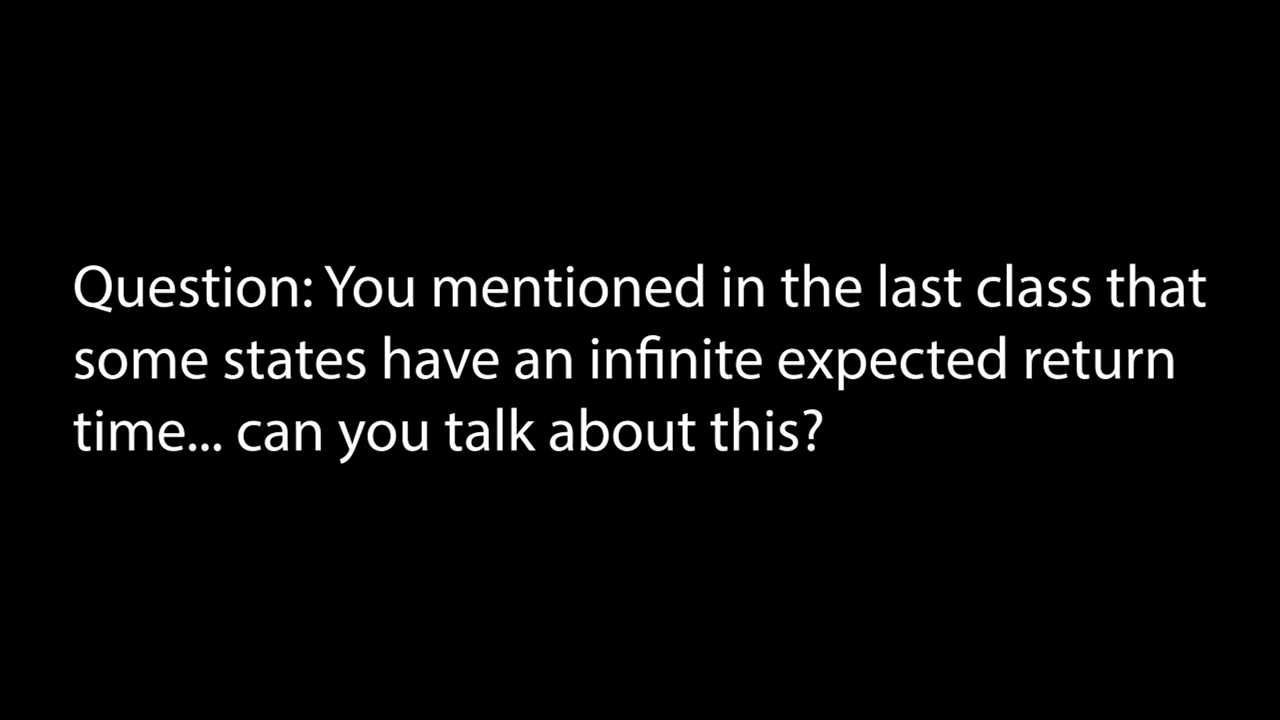 Question: You mentioned in the last class that
some states have an infinite expected return
time... can you talk about this?